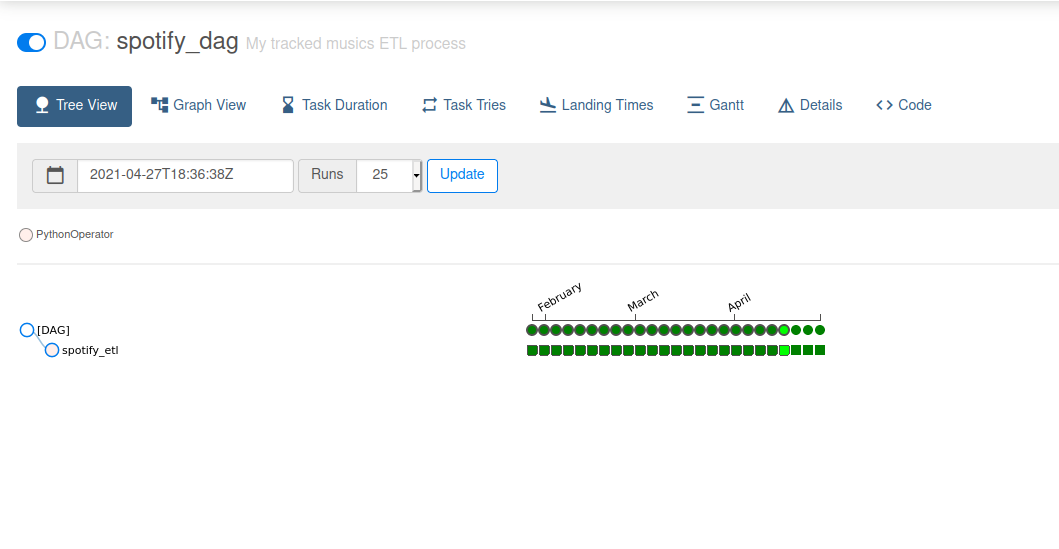 DAG: spotify_dag My tracked musics ETL process
Tree View Graph View Task Duration Task Tries Landing Times Gantt Details <> Code
2021-04-27T18:36:38Z Runs 25 Update
PythonOperator
February March April
[DAG]
spotify_etl